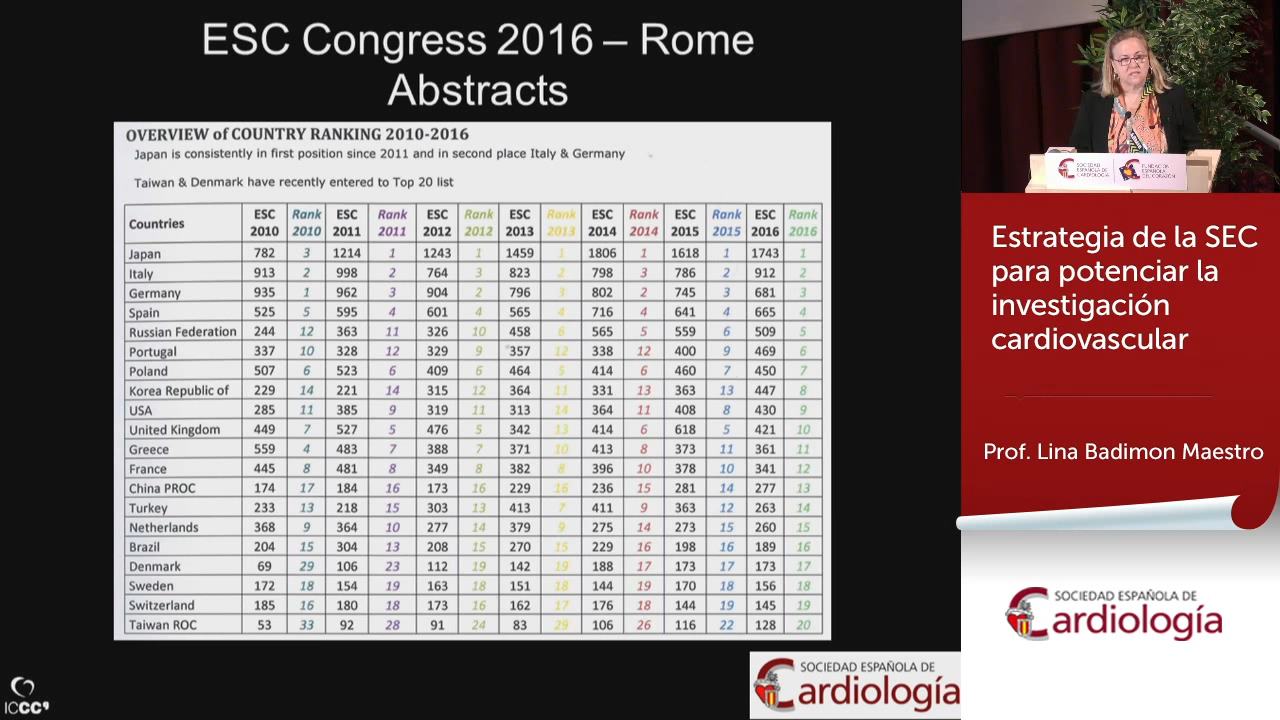 ESC Congress 2016 – Rome
Abstracts
OVERVIEW of COUNTRY RANKING 2010-2016
Japan is consistently in first position since 2011 and in second place Italy & Germany
Taiwan & Denmark have recently entered to Top 20 list
Countries ESC 2010 Rank 2010 ESC 2011 Rank 2011 ESC 2012 Rank 2012 ESC 2013 Rank 2013 ESC 2014 Rank 2014 ESC 2015 Rank 2015 ESC 2016 Rank 2016
Japan 782 3 1214 1 1243 1 1459 1 1806 1 1618 1 1743 1
Italy 913 2 998 2 764 3 823 2 798 3 786 2 912 2
Germany 935 1 962 3 904 2 796 3 802 2 745 3 681 3
Spain 525 5 595 4 601 4 565 4 716 4 641 4 665 4
Russian Federation 244 12 363 11 326 10 458 6 565 5 559 6 509 5
Portugal 337 10 328 12 329 9 357 12 338 12 400 9 469 6
Poland 507 6 523 6 409 6 464 5 414 6 460 7 450 7
Korea Republic of 229 14 221 14 315 12 364 11 331 13 363 13 447 8
USA 285 11 385 9 319 11 313 14 364 11 408 8 430 9
United Kingdom 449 7 527 5 476 5 342 13 414 6 618 5 421 10
Greece 559 4 483 7 388 7 371 10 413 8 373 11 361 11
France 445 8 481 8 349 8 382 8 396 10 378 10 341 12
China PROC 174 17 184 16 173 16 229 16 236 15 281 14 277 13
Turkey 233 13 218 15 303 13 413 7 411 9 363 12 263 14
Netherlands 368 9 364 10 277 14 379 9 275 14 273 15 260 15
Brazil 204 15 304 13 208 15 270 15 229 16 198 16 189 16
Denmark 69 29 106 23 112 19 142 19 188 17 173 17 173 17
Sweden 172 18 154 19 163 18 151 18 144 19 170 18 156 18
Switzerland 185 16 180 18 173 16 162 17 176 18 144 19 145 19
Taiwan ROC 53 33 92 28 91 24 83 29 106 26 116 22 128 20
ICCC
SOCIEDAD ESPAÑOLA DE
Cardiología
SOCIEDAD
ESPAÑOLA DE
CARDIOLOGÍA
FUNDACIÓN
ESPAÑOLA
DEL CORAZÓN
Estrategia de la SEC
para potenciar la
investigación
cardiovascular
Prof. Lina Badimon Maestro
SOCIEDAD ESPAÑOLA DE
Cardiología